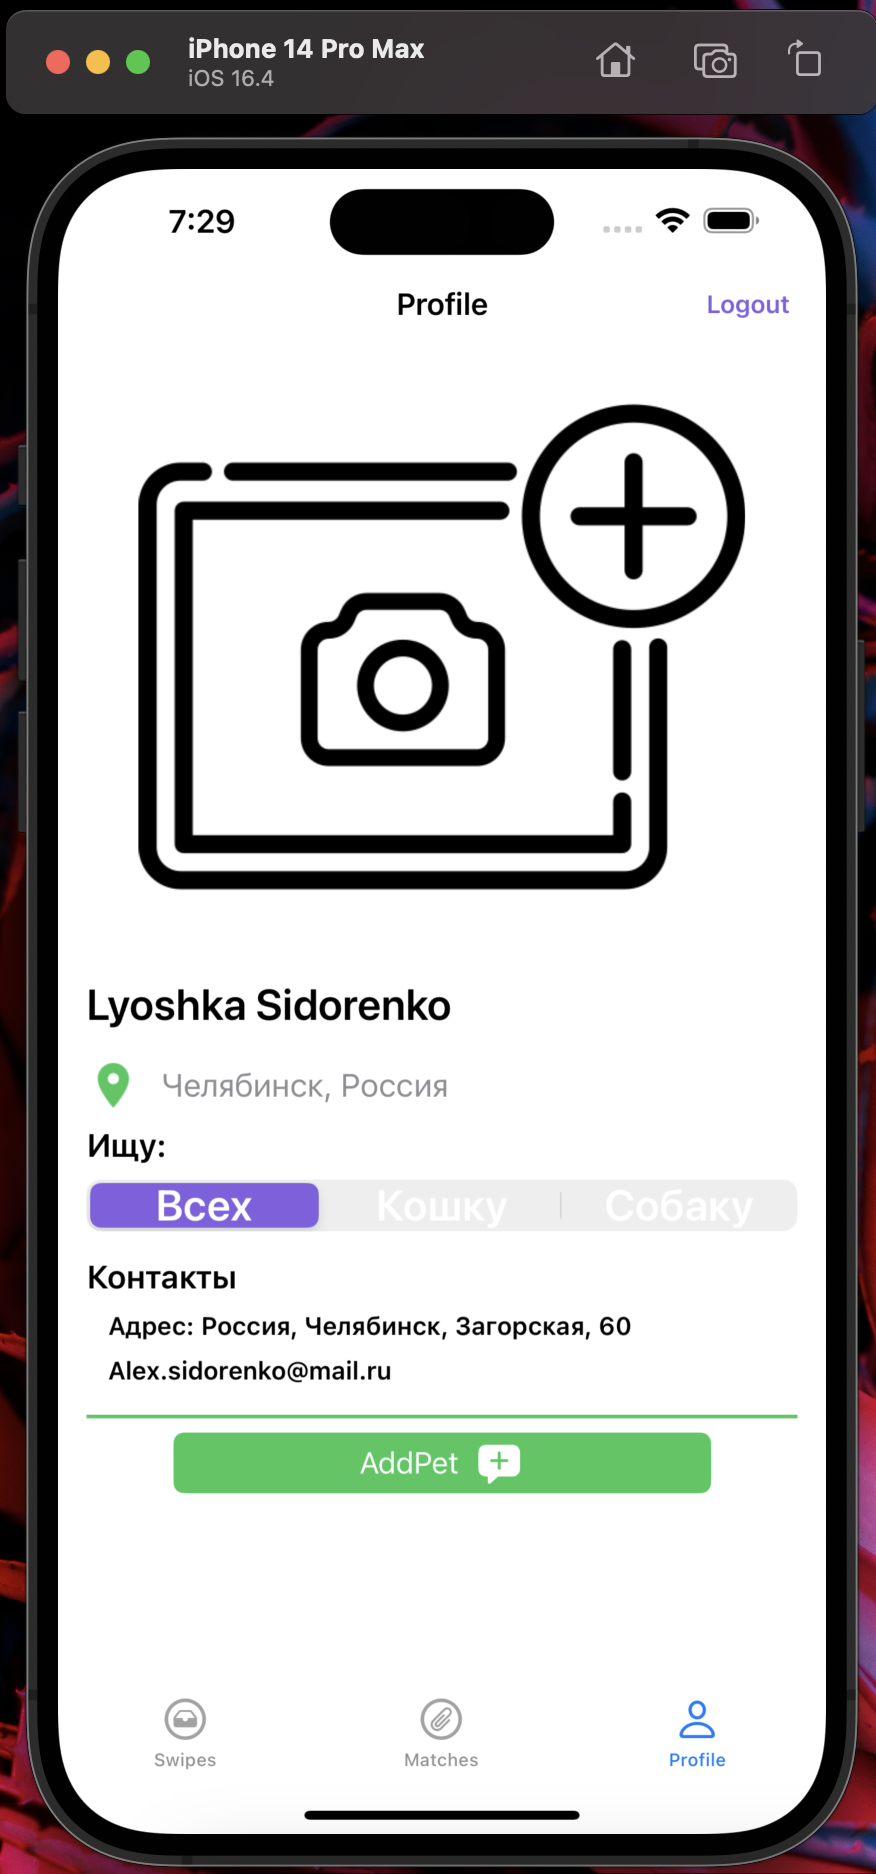 iPhone 14 Pro Max
iOS 16.4
7:29
Profile
Logout
Lyoshka Sidorenko
Челябинск, Россия
Ищу:
Всех Кошку Собаку
Контакты
Адрес: Россия, Челябинск, Загорская, 60
Alex.sidorenko@mail.ru
AddPet
Swipes Matches Profile